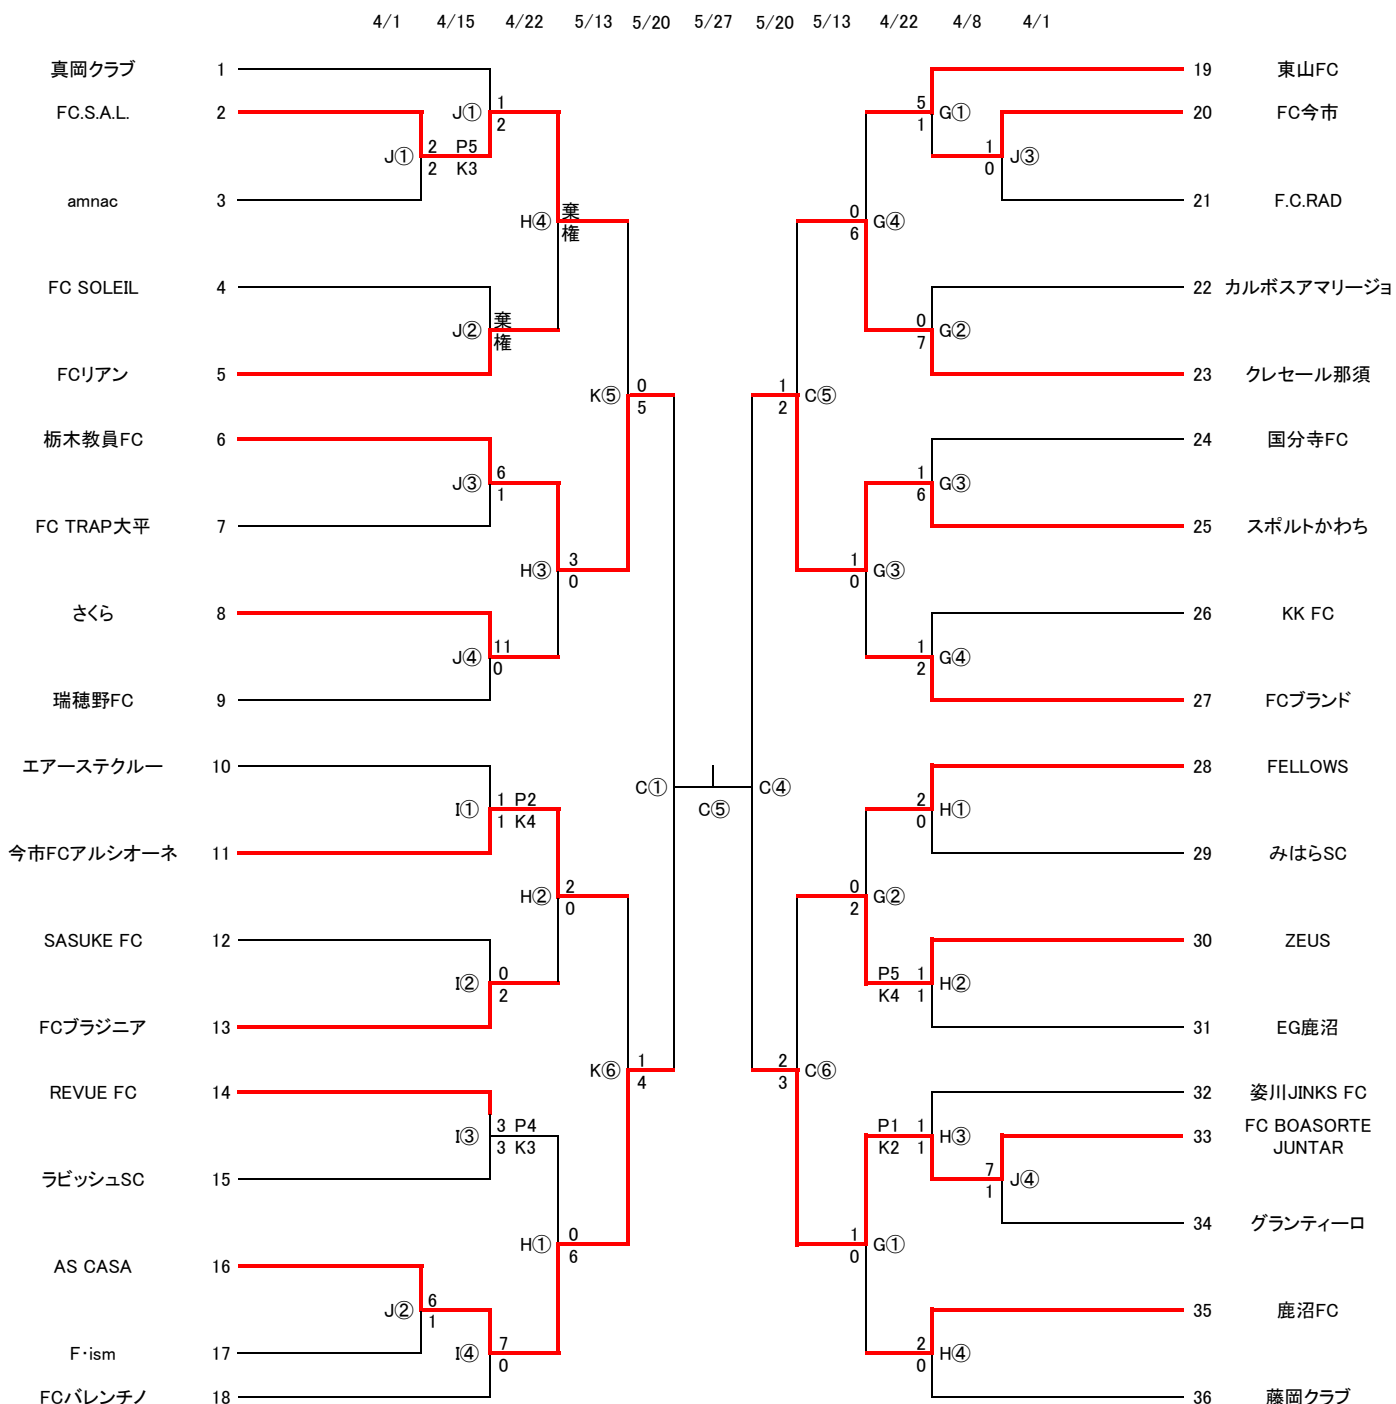 4/1 4/15 4/22 5/13 5/20 5/27 5/20 5/13 4/22 4/8 4/1
真岡クラブ 1 19 東山FC
1 5
FC.S.A.L. 2 J① G① 20 FC今市
2 1
2 P5 1
J① J③
2 K3 0
amnac 3 21 F.C.RAD
棄 0
H④ G④
権 6
FC SOLEIL 4 22 カルボスアマリージョ
棄 0
J② G②
権 7
FCリアン 5 23 クレセール那須
0 1
K⑤ C⑤
5 2
栃木教員FC 6 24 国分寺FC
6 1
J③ G③
1 6
FC TRAP大平 7 25 スポルトかわち
3 1
H③ G③
0 0
さくら 8 26 KK FC
11 1
J④ G④
0 2
瑞穂野FC 9 27 FCブランド
エアーステクルー 10 28 FELLOWS
C① C④
C⑤
1 P2 2
I① H①
1 K4 0
今市FCアルシオーネ 11 29 みはらSC
2 0
H② G②
0 2
SASUKE FC 12 30 ZEUS
0 P5 1
I② H②
2 K4 1
FCブラジニア 13 31 EG鹿沼
1 2
K⑥ C⑥
4 3
REVUE FC 14 32 姿川JINKS FC
3 P4 P1 1 FC BOASORTE
I③ H③ 33
3 K3 K2 1 JUNTAR
7
ラビッシュSC 15 J④
1
34 グランティーロ
0 1
H① G①
6 0
AS CASA 16
6
J② 35 鹿沼FC
1
7 2
F・ism 17 I④ H④
0 0
FCバレンチノ 18 36 藤岡クラブ